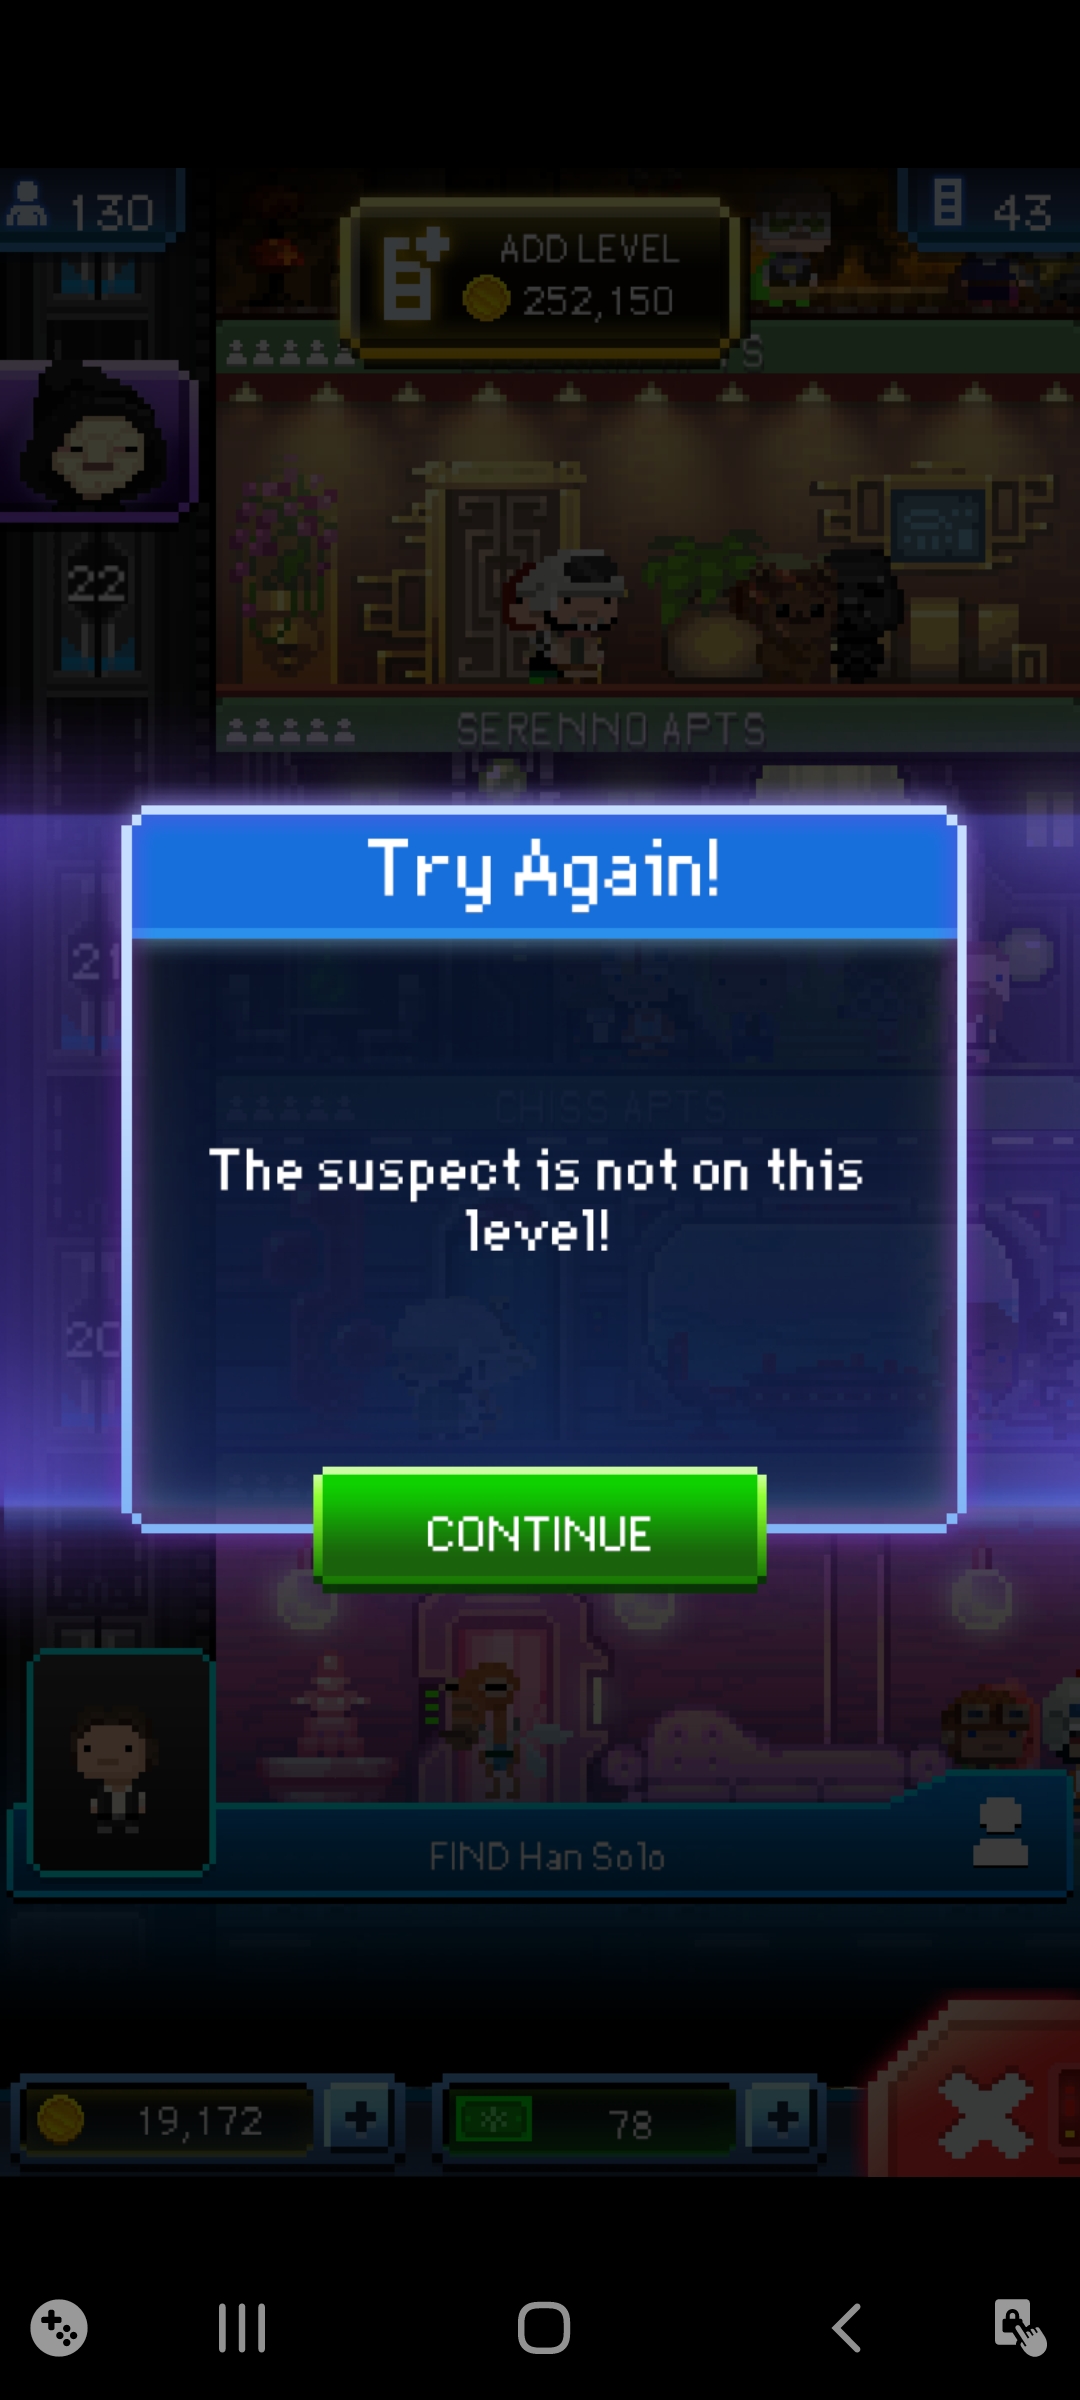 130
ADD LEVEL
43
252,150
S
22
SERENNO APTS
Try Again!
21
CHISS APTS
The suspect is not on this
level!
20
CONTINUE
FIND Han Solo
19,172
78